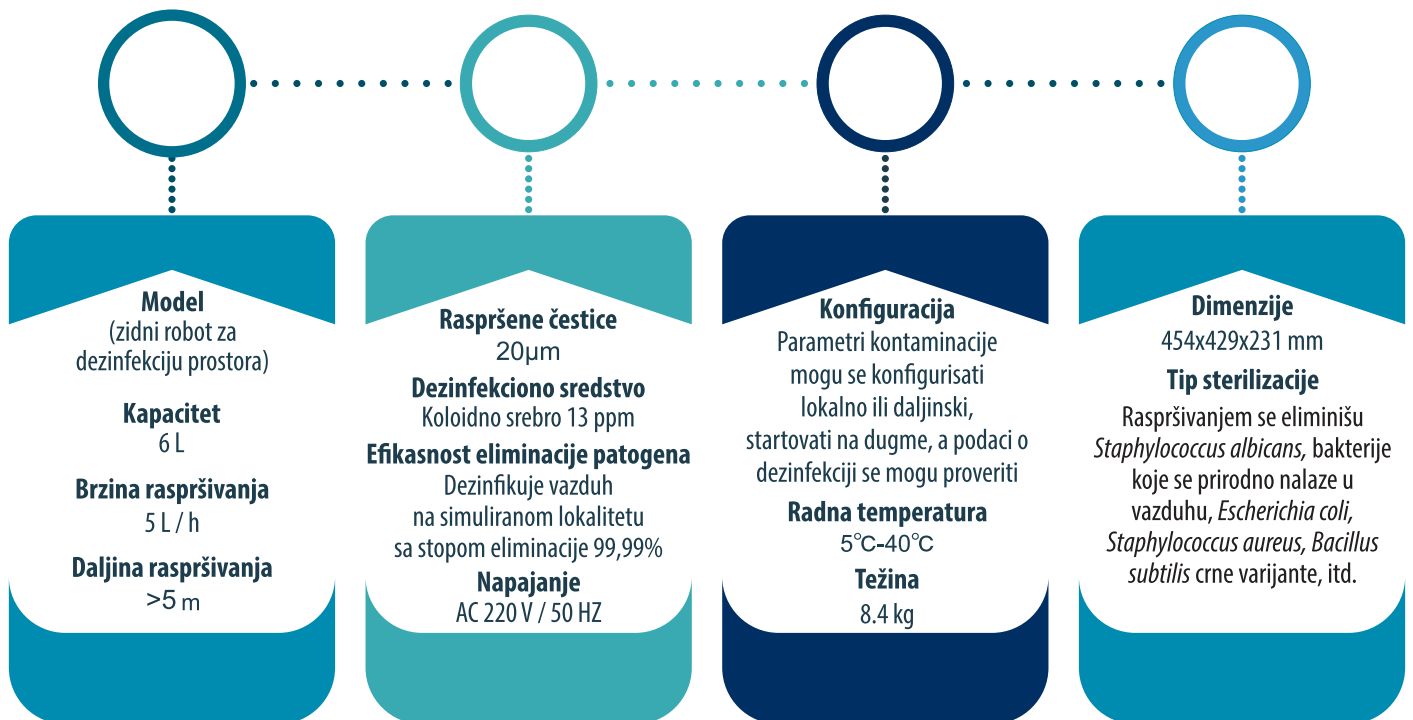 Model
(zidni robot za
dezinfekciju prostora)
Kapacitet
6 L
Brzina raspršivanja
5 L / h
Daljina raspršivanja
>5 m
Raspršene čestice
20µm
Dezinfekciono sredstvo
Koloidno srebro 13 ppm
Efikasnost eliminacije patogena
Dezinfikuje vazduh
na simuliranom lokalitetu
sa stopom eliminacije 99,99%
Napajanje
AC 220 V / 50 HZ
Konfiguracija
Parametri kontaminacije
mogu se konfigurisati
lokalno ili daljinski,
startovati na dugme, a podaci o
dezinfekciji se mogu proveriti
Radna temperatura
5℃-40℃
Težina
8.4 kg
Dimenzije
454x429x231 mm
Tip sterilizacije
Raspršivanjem se eliminišu
Staphylococcus albicans, bakterije
koje se prirodno nalaze u
vazduhu, Escherichia coli,
Staphylococcus aureus, Bacillus
subtilis crne varijante, itd.